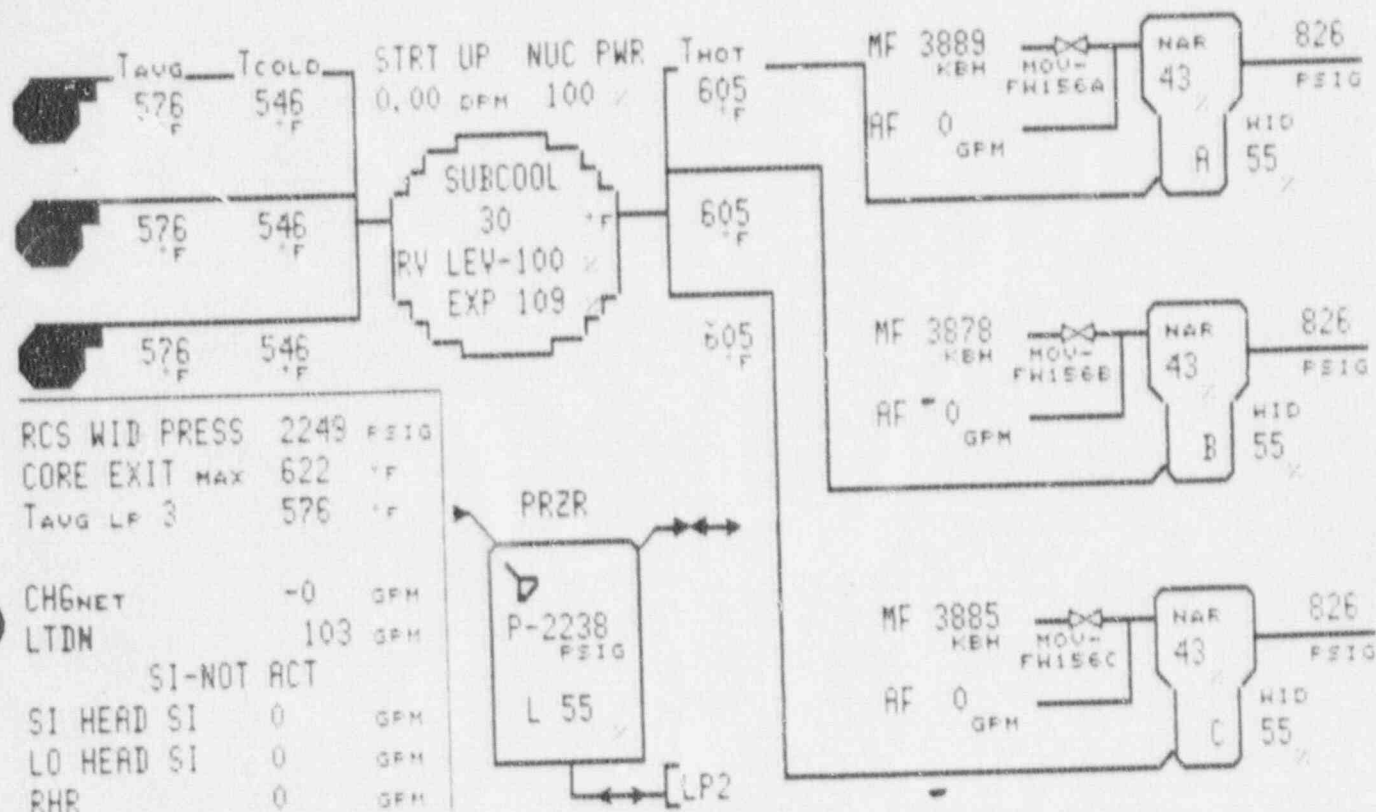 TAVG TCOLD STRT UP NUC PWR THOT
576 °F 546 °F 0.00 DPM 100 % 605 °F
MF 3889 KBH MOV-FW156A NAR 43 % 826 PSIG
AF 0 GPM A WID 55 %
SUBCOOL
30 °F
RV LEV-100 %
EXP 109 %
576 °F 546 °F 605 °F
576 °F 546 °F 605 °F
MF 3878 KBH MOV-FW156B NAR 43 % 826 PSIG
AF -0 GPM B WID 55 %
RCS WID PRESS 2249 PSIG
CORE EXIT MAX 622 °F
TAVG LP 3 576 °F
CHGNET -0 GPM
LTDN 103 GPM
SI-NOT ACT
SI HEAD SI 0 GPM
LO HEAD SI 0 GPM
RHR 0 GPM
PRZR
P-2238 PSIG
L 55 %
LP2
MF 3885 KBH MOV-FW156C NAR 43 % 826 PSIG
AF 0 GPM C WID 55 %